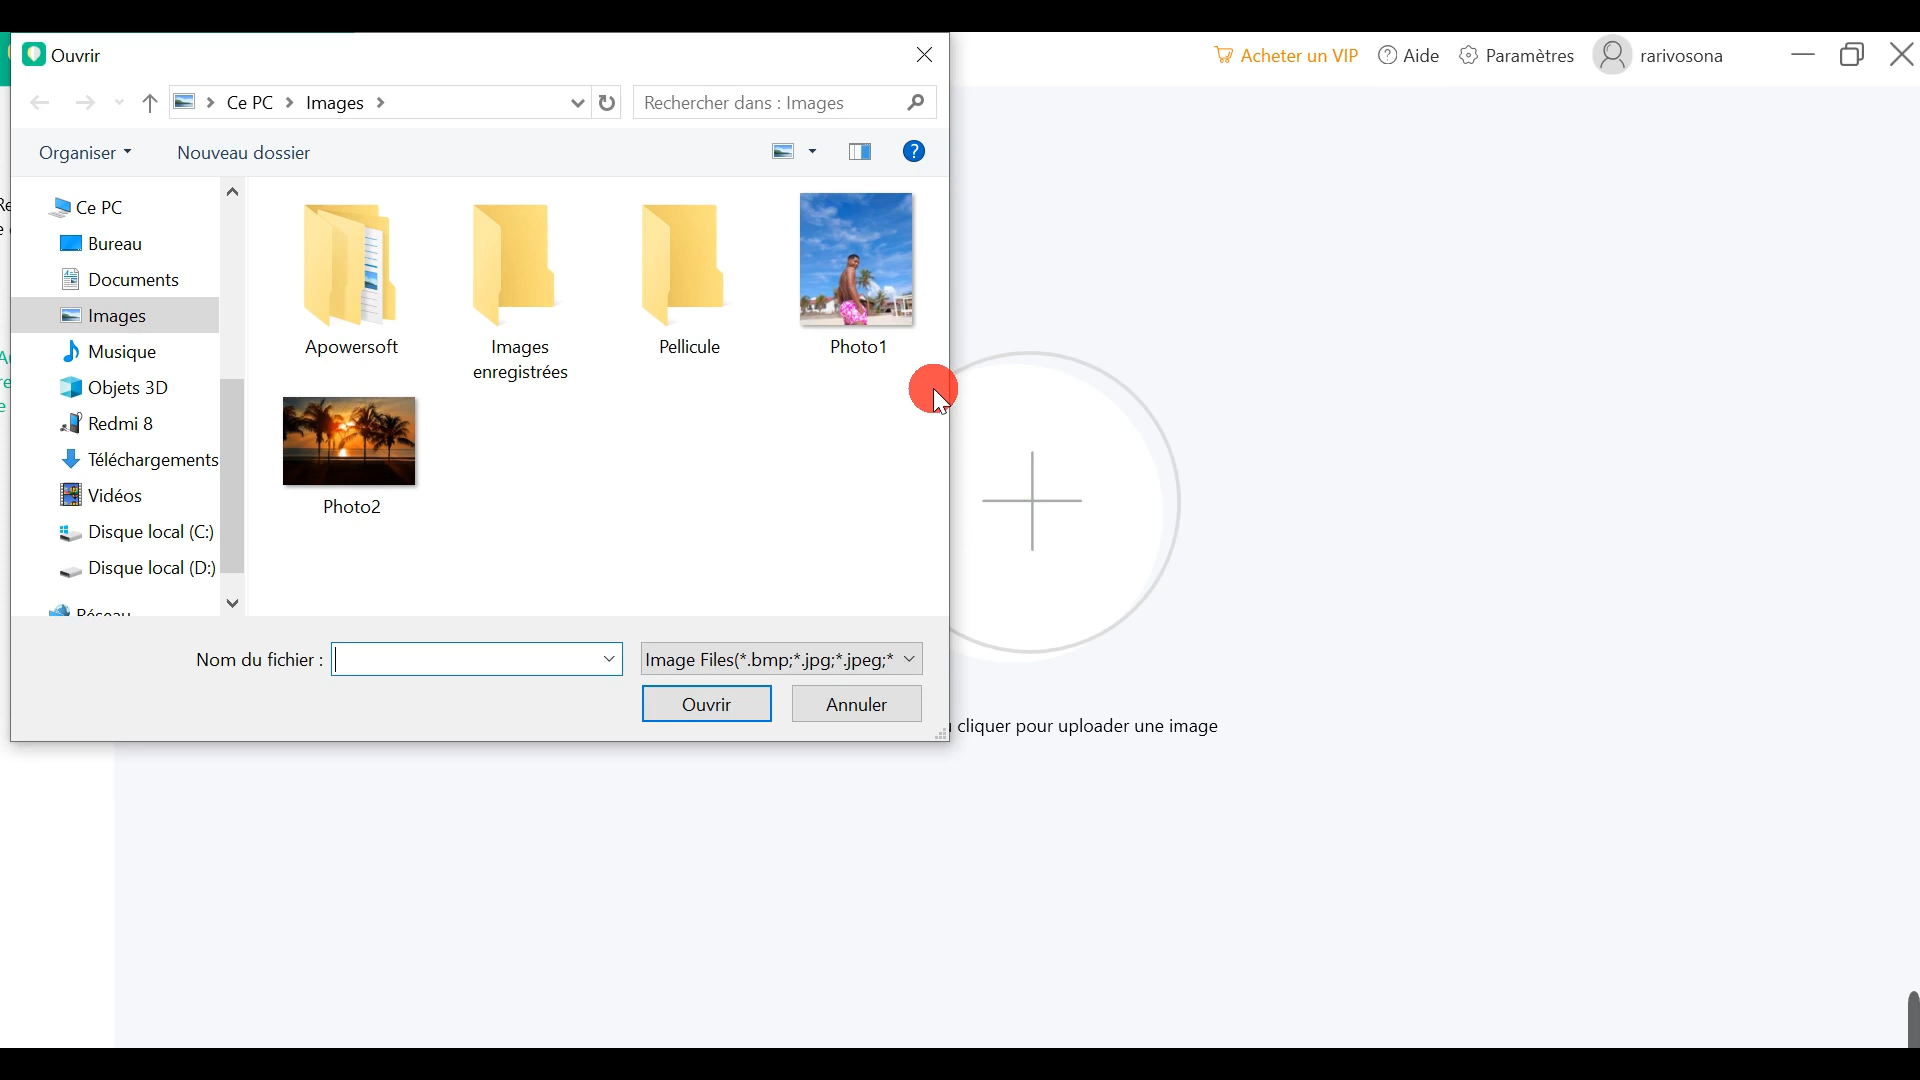 Ouvrir
Acheter un VIP
Aide
Paramètres
rarivosona
Ce PC
Images
Rechercher dans : Images
Organiser
Nouveau dossier
?
Ce PC
Bureau
Documents
Images
Musique
Objets 3D
Redmi 8
Téléchargements
Vidéos
Disque local (C:)
Disque local (D:)
Réseau
Apowersoft
Images
enregistrées
Pellicule
Photo1
Photo2
Nom du fichier :
Image Files(*.bmp;*.jpg;*.jpeg;*
Ouvrir
Annuler
cliquer pour uploader une image